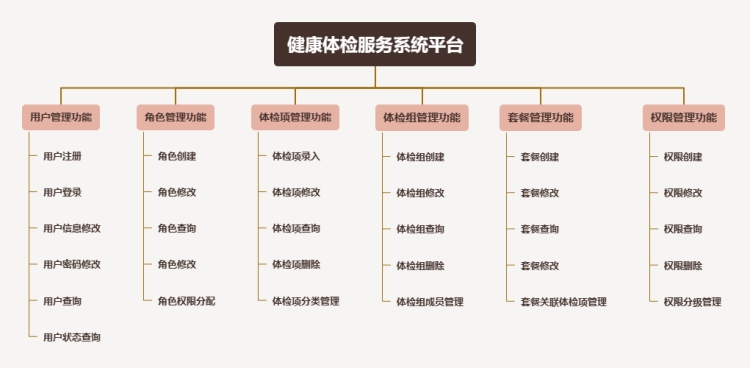 健康体检服务系统平台
用户管理功能
用户注册
用户登录
用户信息修改
用户密码修改
用户查询
用户状态查询
角色管理功能
角色创建
角色修改
角色查询
角色修改
角色权限分配
体检项管理功能
体检项录入
体检项修改
体检项查询
体检项删除
体检项分类管理
体检组管理功能
体检组创建
体检组修改
体检组查询
体检组删除
体检组成员管理
套餐管理功能
套餐创建
套餐修改
套餐查询
套餐修改
套餐关联体检项管理
权限管理功能
权限创建
权限修改
权限查询
权限删除
权限分级管理